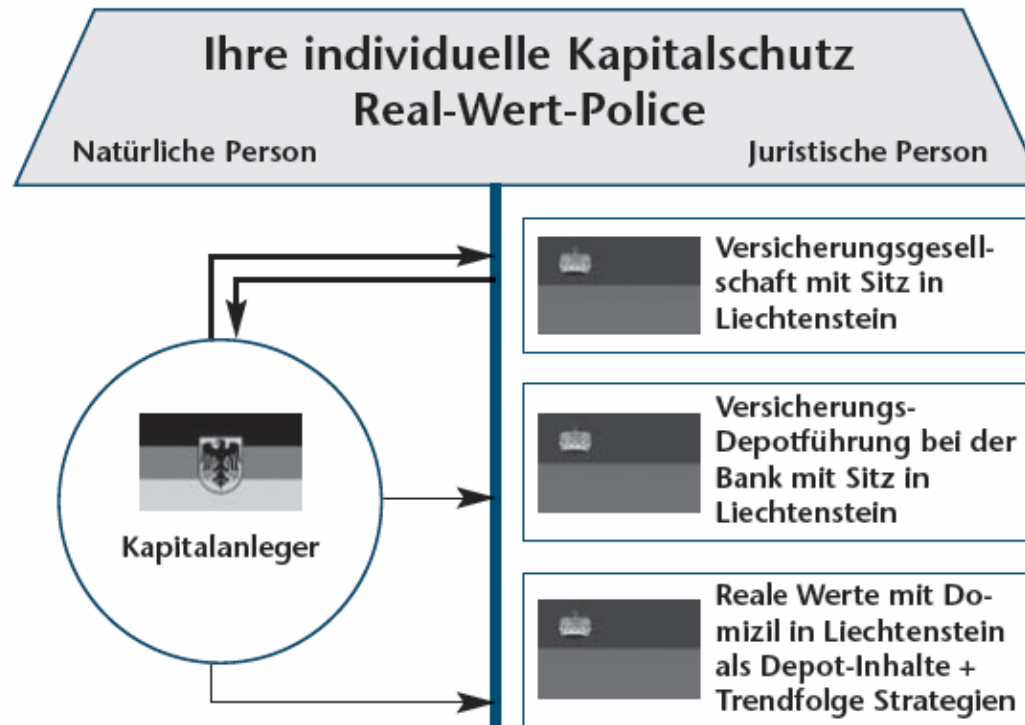 Ihre individuelle Kapitalschutz
Real-Wert-Police
Natürliche Person
Juristische Person
Versicherungsgesell-
schaft mit Sitz in
Liechtenstein
Kapitalanleger
Versicherungs-
Depotführung bei der
Bank mit Sitz in
Liechtenstein
Reale Werte mit Do-
mizil in Liechtenstein
als Depot-Inhalte +
Trendfolge Strategien